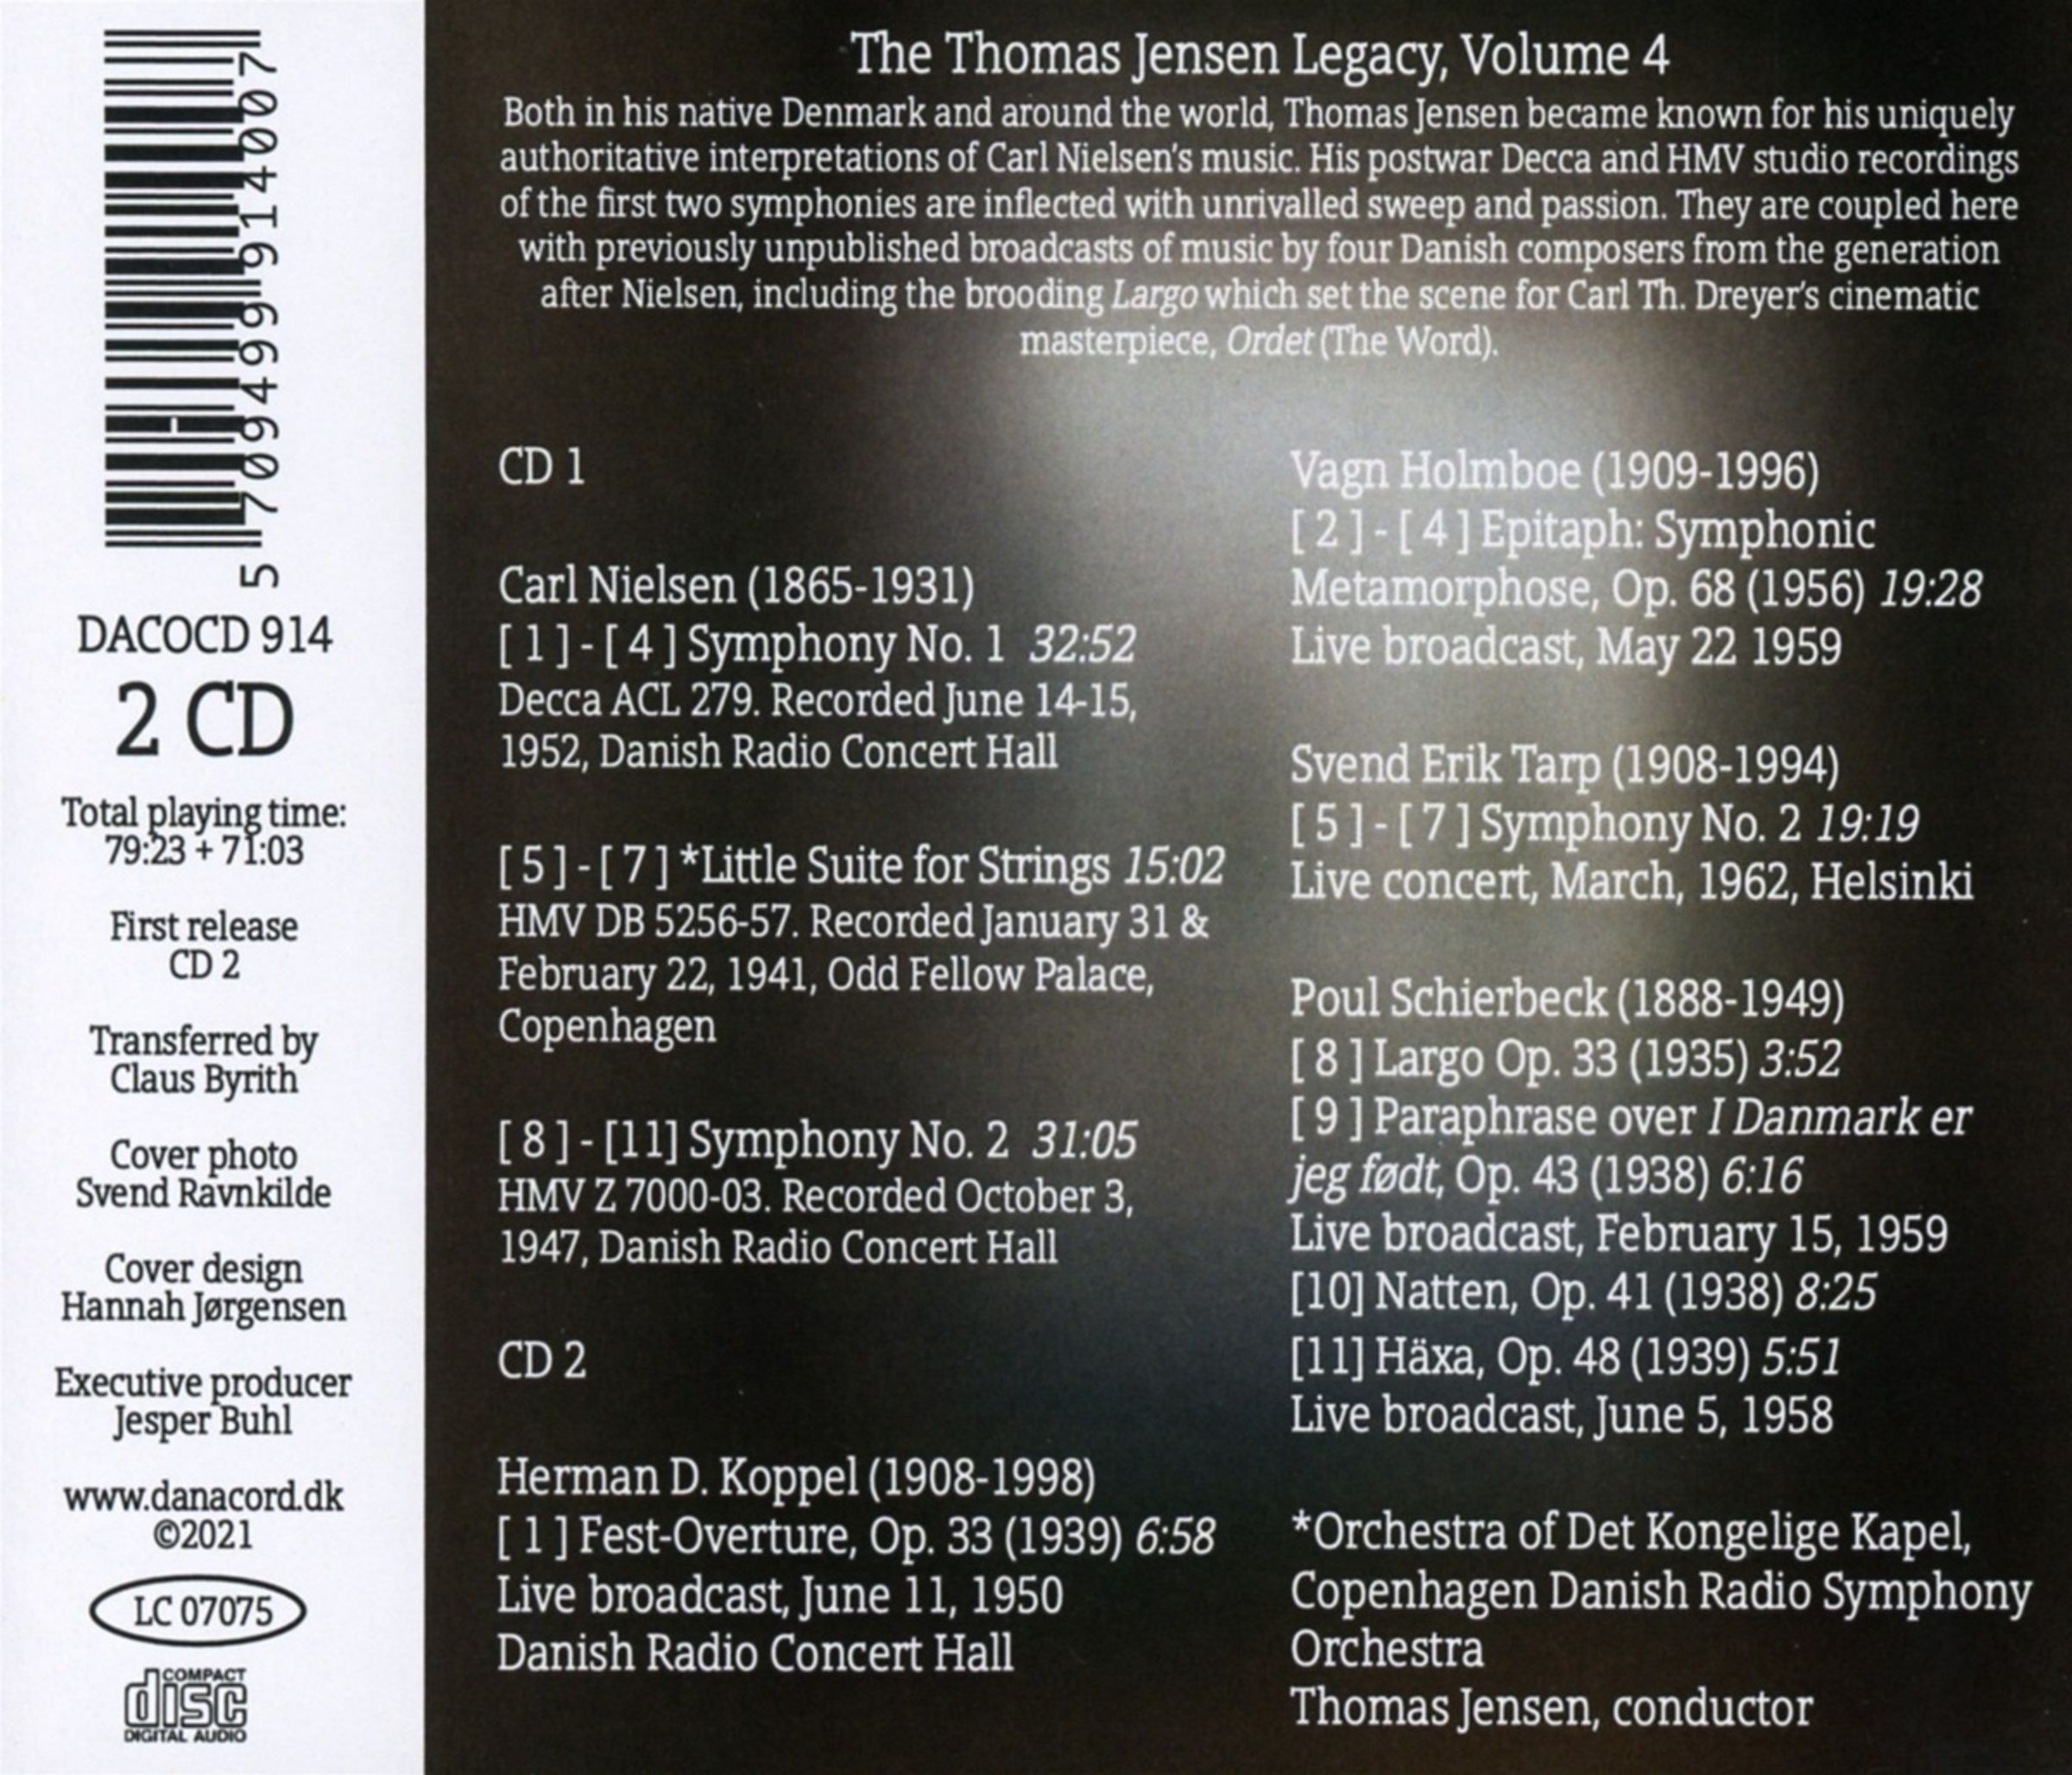 5 709499 914007
DACOCD 914
2 CD
Total playing time:
79:23 + 71:03
First release
CD 2
Transferred by
Claus Byrith
Cover photo
Svend Ravnkilde
Cover design
Hannah Jørgensen
Executive producer
Jesper Buhl
www.danacord.dk
©2021
LC 07075
COMPACT
disc
DIGITAL AUDIO
The Thomas Jensen Legacy, Volume 4
Both in his native Denmark and around the world, Thomas Jensen became known for his uniquely
authoritative interpretations of Carl Nielsen's music. His postwar Decca and HMV studio recordings
of the first two symphonies are inflected with unrivalled sweep and passion. They are coupled here
with previously unpublished broadcasts of music by four Danish composers from the generation
after Nielsen, including the brooding Largo which set the scene for Carl Th. Dreyer's cinematic
masterpiece, Ordet (The Word).
CD 1
Carl Nielsen (1865-1931)
[ 1 ] - [ 4 ] Symphony No. 1 32:52
Decca ACL 279. Recorded June 14-15,
1952, Danish Radio Concert Hall
[ 5 ] - [ 7 ] *Little Suite for Strings 15:02
HMV DB 5256-57. Recorded January 31 &
February 22, 1941, Odd Fellow Palace,
Copenhagen
[ 8 ] - [11] Symphony No. 2 31:05
HMV Z 7000-03. Recorded October 3,
1947, Danish Radio Concert Hall
CD 2
Herman D. Koppel (1908-1998)
[ 1 ] Fest-Overture, Op. 33 (1939) 6:58
Live broadcast, June 11, 1950
Danish Radio Concert Hall
Vagn Holmboe (1909-1996)
[ 2 ] - [ 4 ] Epitaph: Symphonic
Metamorphose, Op. 68 (1956) 19:28
Live broadcast, May 22 1959
Svend Erik Tarp (1908-1994)
[ 5 ] - [ 7 ] Symphony No. 2 19:19
Live concert, March, 1962, Helsinki
Poul Schierbeck (1888-1949)
[ 8 ] Largo Op. 33 (1935) 3:52
[ 9 ] Paraphrase over I Danmark er
jeg født, Op. 43 (1938) 6:16
Live broadcast, February 15, 1959
[10] Natten, Op. 41 (1938) 8:25
[11] Häxa, Op. 48 (1939) 5:51
Live broadcast, June 5, 1958
*Orchestra of Det Kongelige Kapel,
Copenhagen Danish Radio Symphony
Orchestra
Thomas Jensen, conductor